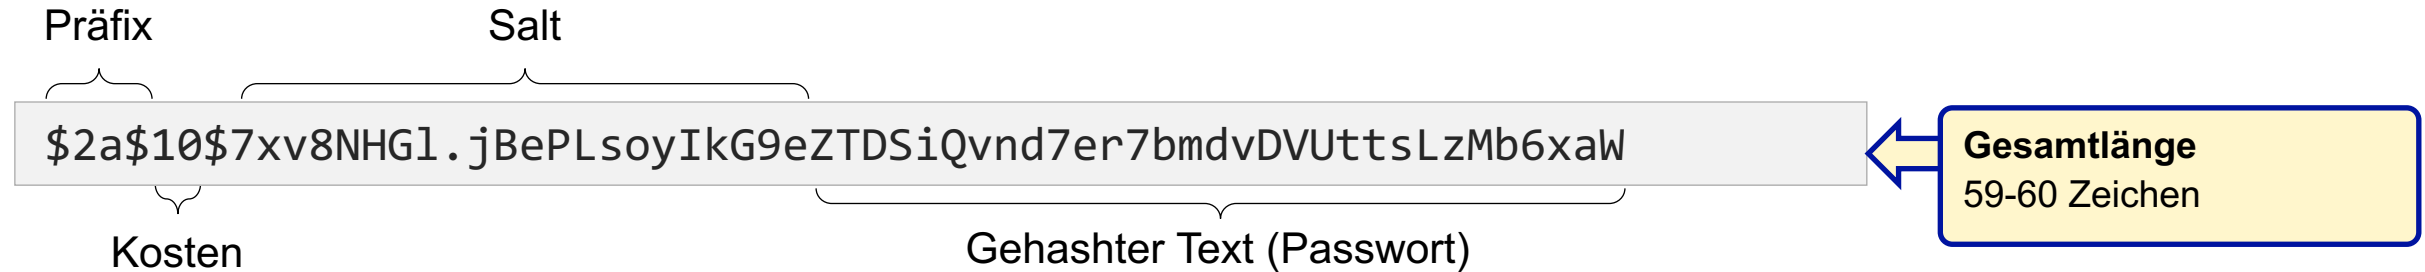 Präfix
Salt
$2a$10$7xv8NHGl.jBePLsoyIkG9eZTDSiQvnd7er7bmdvDVUttsLzMb6xaW
Gesamtlänge
59-60 Zeichen
Kosten
Gehashter Text (Passwort)